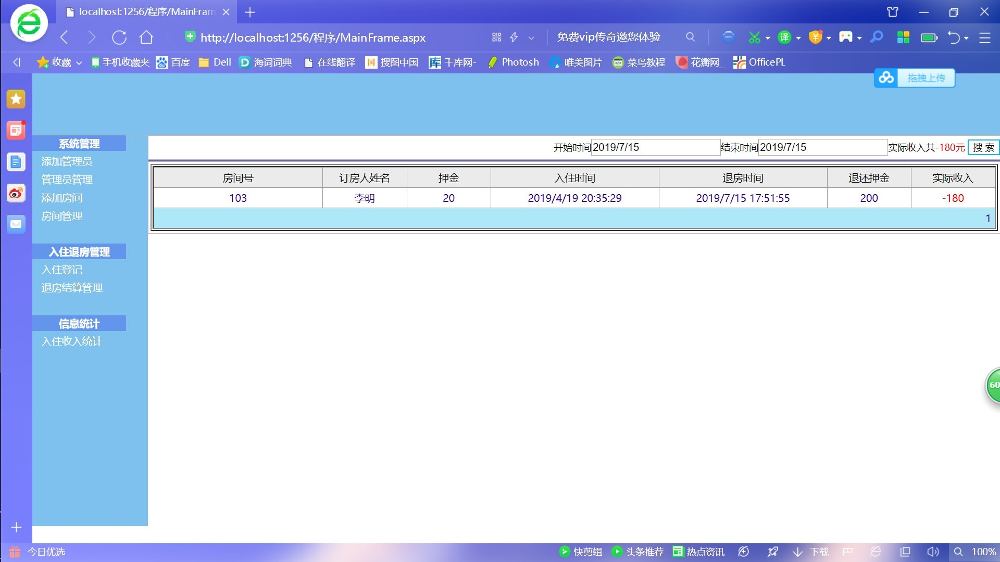 localhost:1256/程序/MainFram
http://localhost:1256/程序/MainFrame.aspx
免费vip传奇邀您体验
译
收藏 手机收藏夹 百度 Dell 海词词典 在线翻译 搜图中国 库 千库网- Photosh 唯美图片 菜鸟教程 花瓣网_ OfficePL
拖拽上传
系统管理
添加管理员
管理员管理
添加房间
房间管理
入住退房管理
入住登记
退房结算管理
信息统计
入住收入统计
开始时间 2019/7/15 结束时间 2019/7/15 实际收入共-180元 搜 索
房间号 订房人姓名 押金 入住时间 退房时间 退还押金 实际收入
103 李明 20 2019/4/19 20:35:29 2019/7/15 17:51:55 200 -180
1
60
今日优选 快剪辑 头条推荐 热点资讯 下载 100%